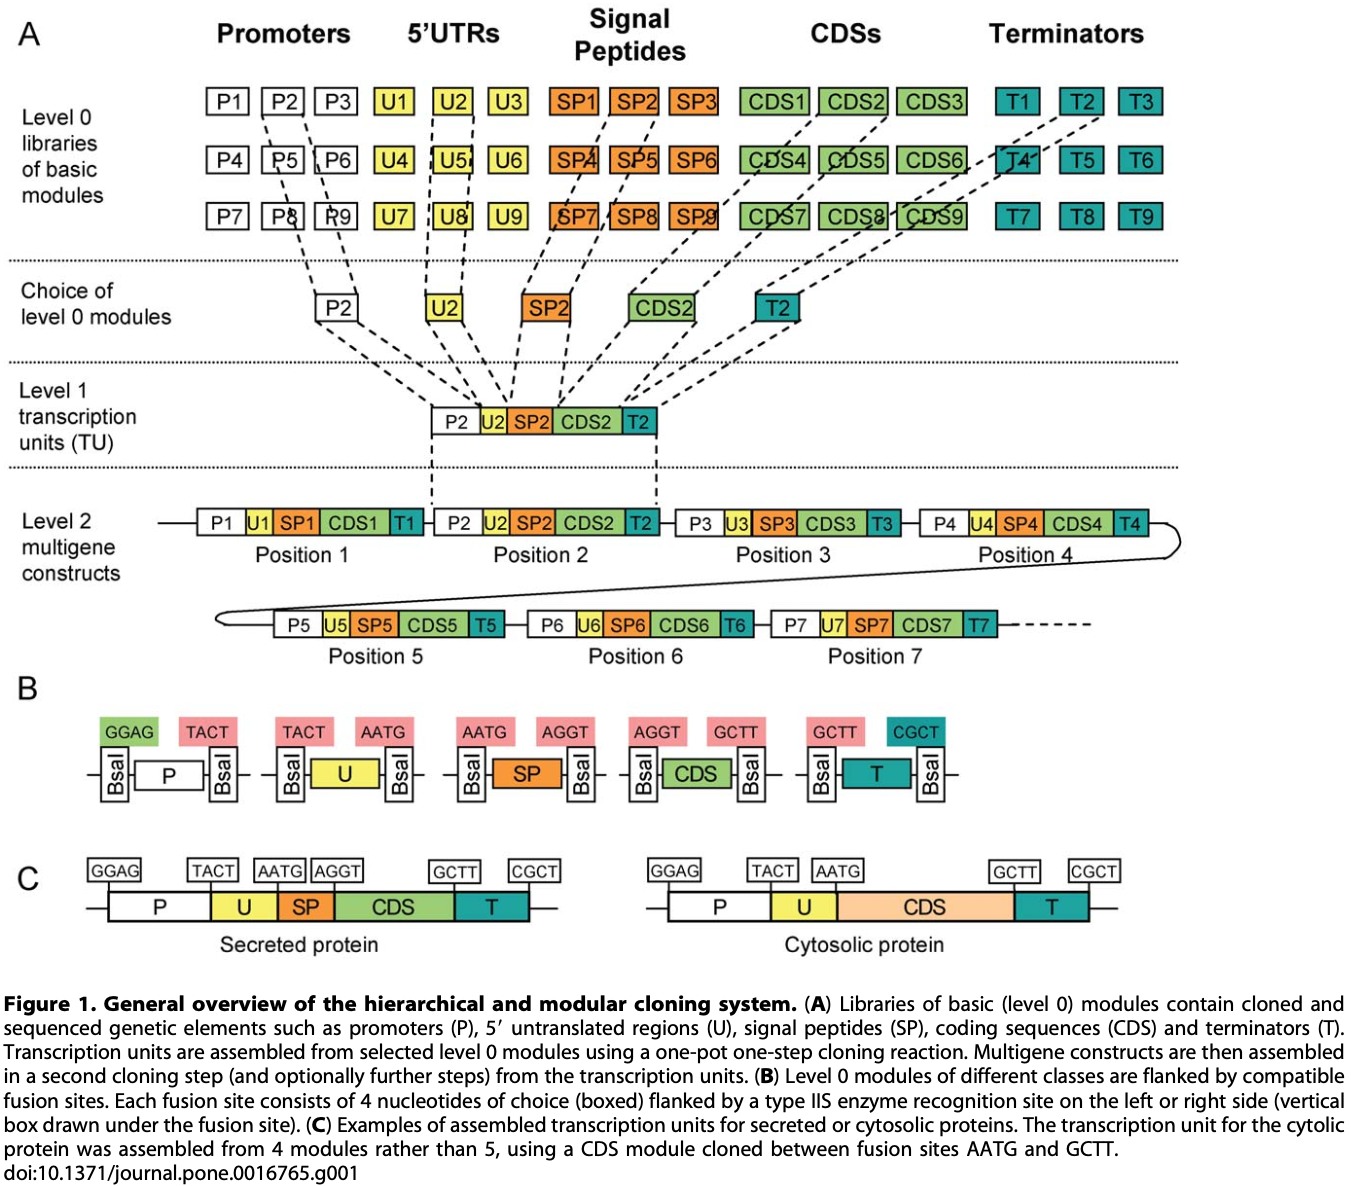 A
Promoters 5'UTRs Signal Peptides CDSs Terminators
Level 0
libraries
of basic
modules
P1 P2 P3 U1 U2 U3 SP1 SP2 SP3 CDS1 CDS2 CDS3 T1 T2 T3
P4 P5 P6 U4 U5 U6 SP4 SP5 SP6 CDS4 CDS5 CDS6 T4 T5 T6
P7 P8 P9 U7 U8 U9 SP7 SP8 SP9 CDS7 CDS8 CDS9 T7 T8 T9
Choice of
level 0 modules
P2 U2 SP2 CDS2 T2
Level 1
transcription
units (TU)
P2 U2 SP2 CDS2 T2
Level 2
multigene
constructs
P1 U1 SP1 CDS1 T1 P2 U2 SP2 CDS2 T2 P3 U3 SP3 CDS3 T3 P4 U4 SP4 CDS4 T4
Position 1 Position 2 Position 3 Position 4
P5 U5 SP5 CDS5 T5 P6 U6 SP6 CDS6 T6 P7 U7 SP7 CDS7 T7
Position 5 Position 6 Position 7
B
GGAG TACT TACT AATG AATG AGGT AGGT GCTT GCTT CGCT
BsaI P BsaI BsaI U BsaI BsaI SP BsaI BsaI CDS BsaI BsaI T BsaI
C
GGAG TACT AATG AGGT GCTT CGCT GGAG TACT AATG GCTT CGCT
P U SP CDS T P U CDS T
Secreted protein Cytosolic protein
Figure 1. General overview of the hierarchical and modular cloning system. (A) Libraries of basic (level 0) modules contain cloned and
sequenced genetic elements such as promoters (P), 5′ untranslated regions (U), signal peptides (SP), coding sequences (CDS) and terminators (T).
Transcription units are assembled from selected level 0 modules using a one-pot one-step cloning reaction. Multigene constructs are then assembled
in a second cloning step (and optionally further steps) from the transcription units. (B) Level 0 modules of different classes are flanked by compatible
fusion sites. Each fusion site consists of 4 nucleotides of choice (boxed) flanked by a type IIS enzyme recognition site on the left or right side (vertical
box drawn under the fusion site). (C) Examples of assembled transcription units for secreted or cytosolic proteins. The transcription unit for the cytolic
protein was assembled from 4 modules rather than 5, using a CDS module cloned between fusion sites AATG and GCTT.
doi:10.1371/journal.pone.0016765.g001